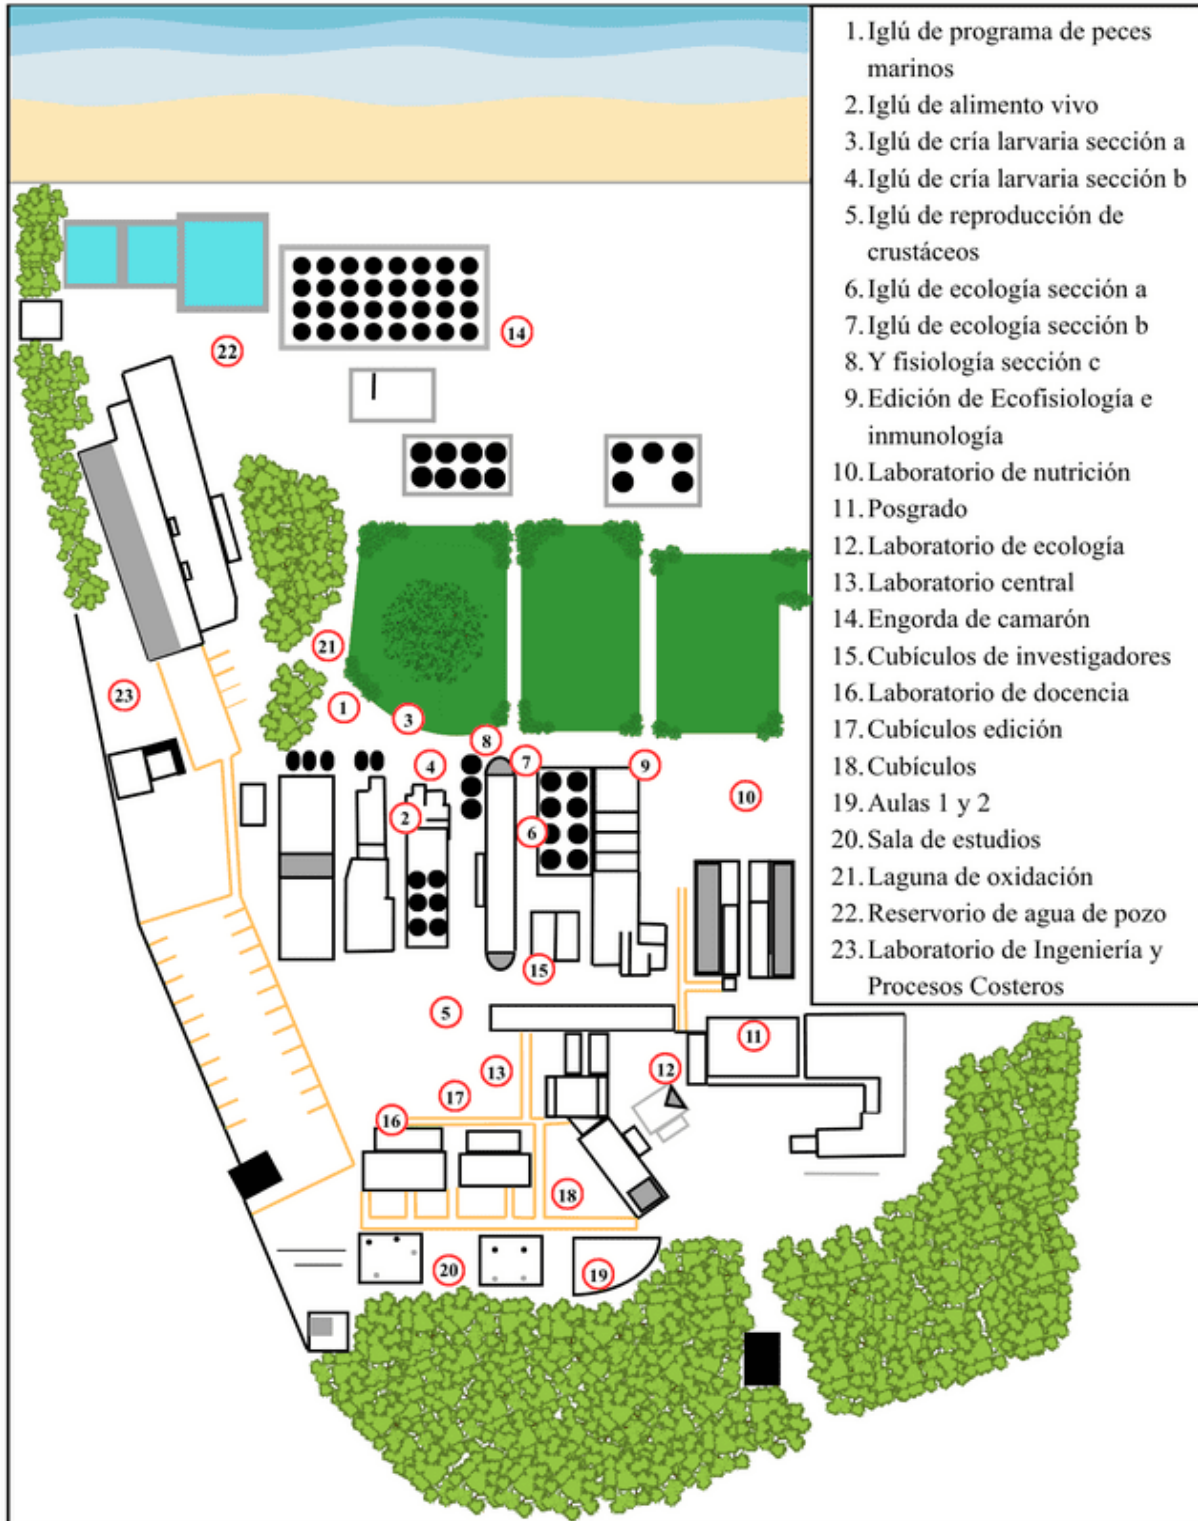 1. Iglú de programa de peces
marinos
2. Iglú de alimento vivo
3. Iglú de cría larvaria sección a
4. Iglú de cría larvaria sección b
5. Iglú de reproducción de
crustáceos
6. Iglú de ecología sección a
7. Iglú de ecología sección b
8. Y fisiología sección c
9. Edición de Ecofisiología e
inmunología
10. Laboratorio de nutrición
11. Posgrado
12. Laboratorio de ecología
13. Laboratorio central
14. Engorda de camarón
15. Cubículos de investigadores
16. Laboratorio de docencia
17. Cubículos edición
18. Cubículos
19. Aulas 1 y 2
20. Sala de estudios
21. Laguna de oxidación
22. Reservorio de agua de pozo
23. Laboratorio de Ingeniería y
Procesos Costeros
14
22
21
23
1
3
8
7
4
9
10
2
6
15
5
11
13
12
17
16
18
20
19